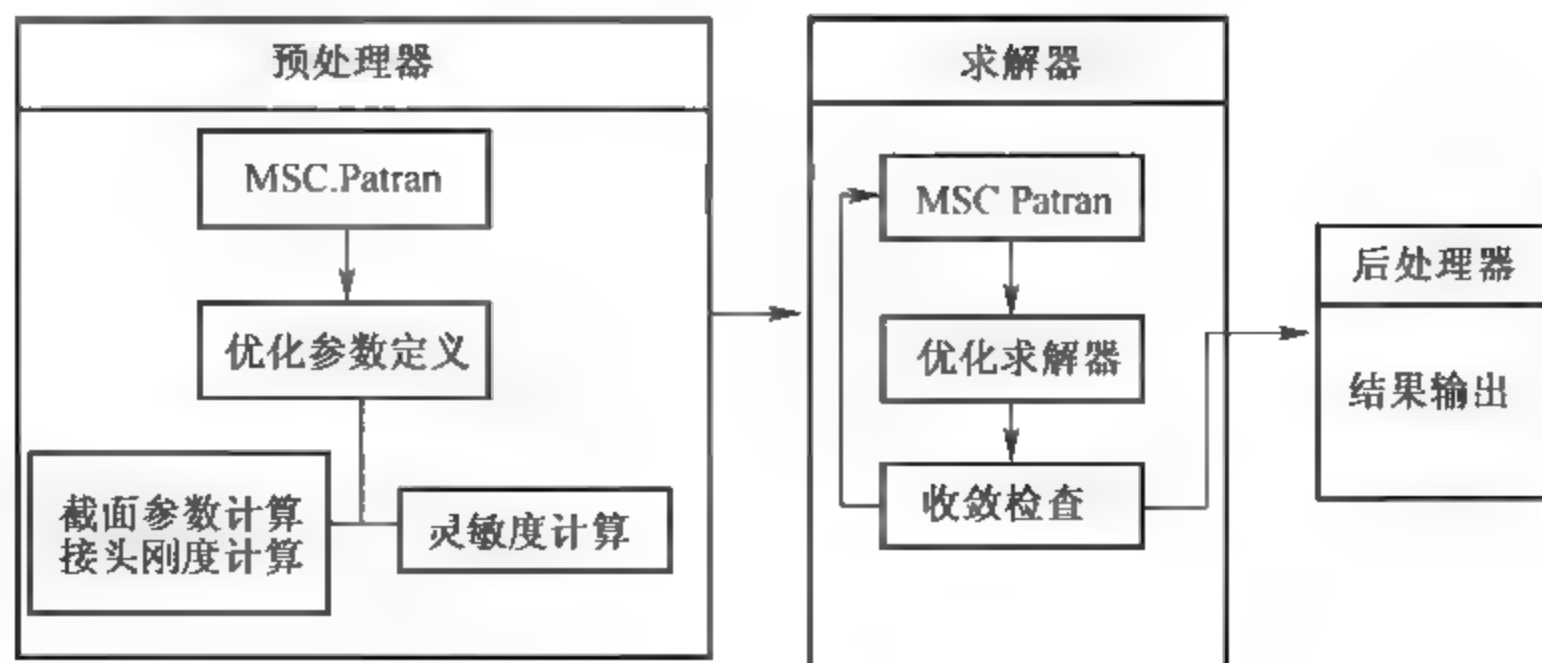 预处理器
MSC.Patran
优化参数定义
截面参数计算
接头刚度计算
灵敏度计算
求解器
MSC Patran
优化求解器
收敛检查
后处理器
结果输出